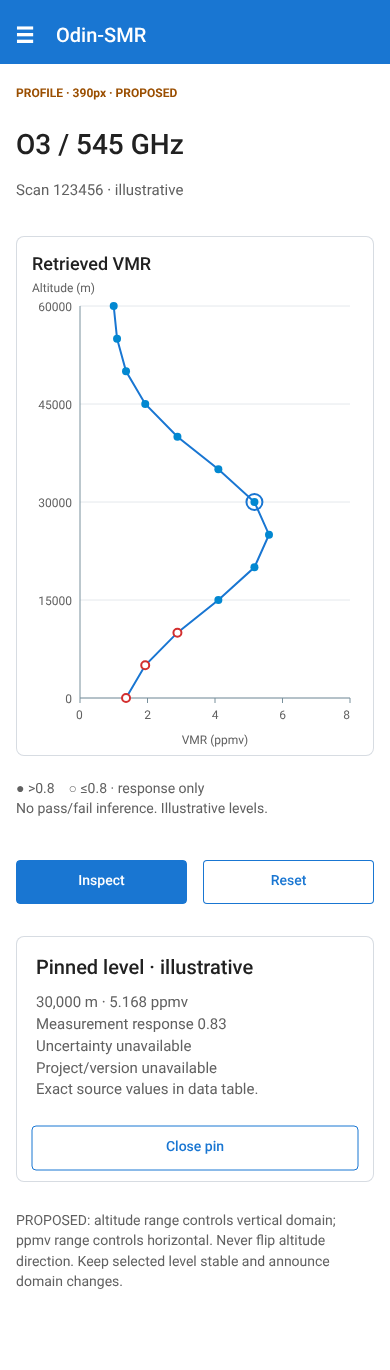 Odin-SMR
PROFILE · 390px · PROPOSED
O3 / 545 GHz
Scan 123456 · illustrative
Retrieved VMR
Altitude (m)
60000
45000
30000
15000
0
0 2 4 6 8
VMR (ppmv)
● >0.8 ○ ≤0.8 · response only
No pass/fail inference. Illustrative levels.
Inspect Reset
Pinned level · illustrative
30,000 m · 5.168 ppmv
Measurement response 0.83
Uncertainty unavailable
Project/version unavailable
Exact source values in data table.
Close pin
PROPOSED: altitude range controls vertical domain;
ppmv range controls horizontal. Never flip altitude
direction. Keep selected level stable and announce
domain changes.